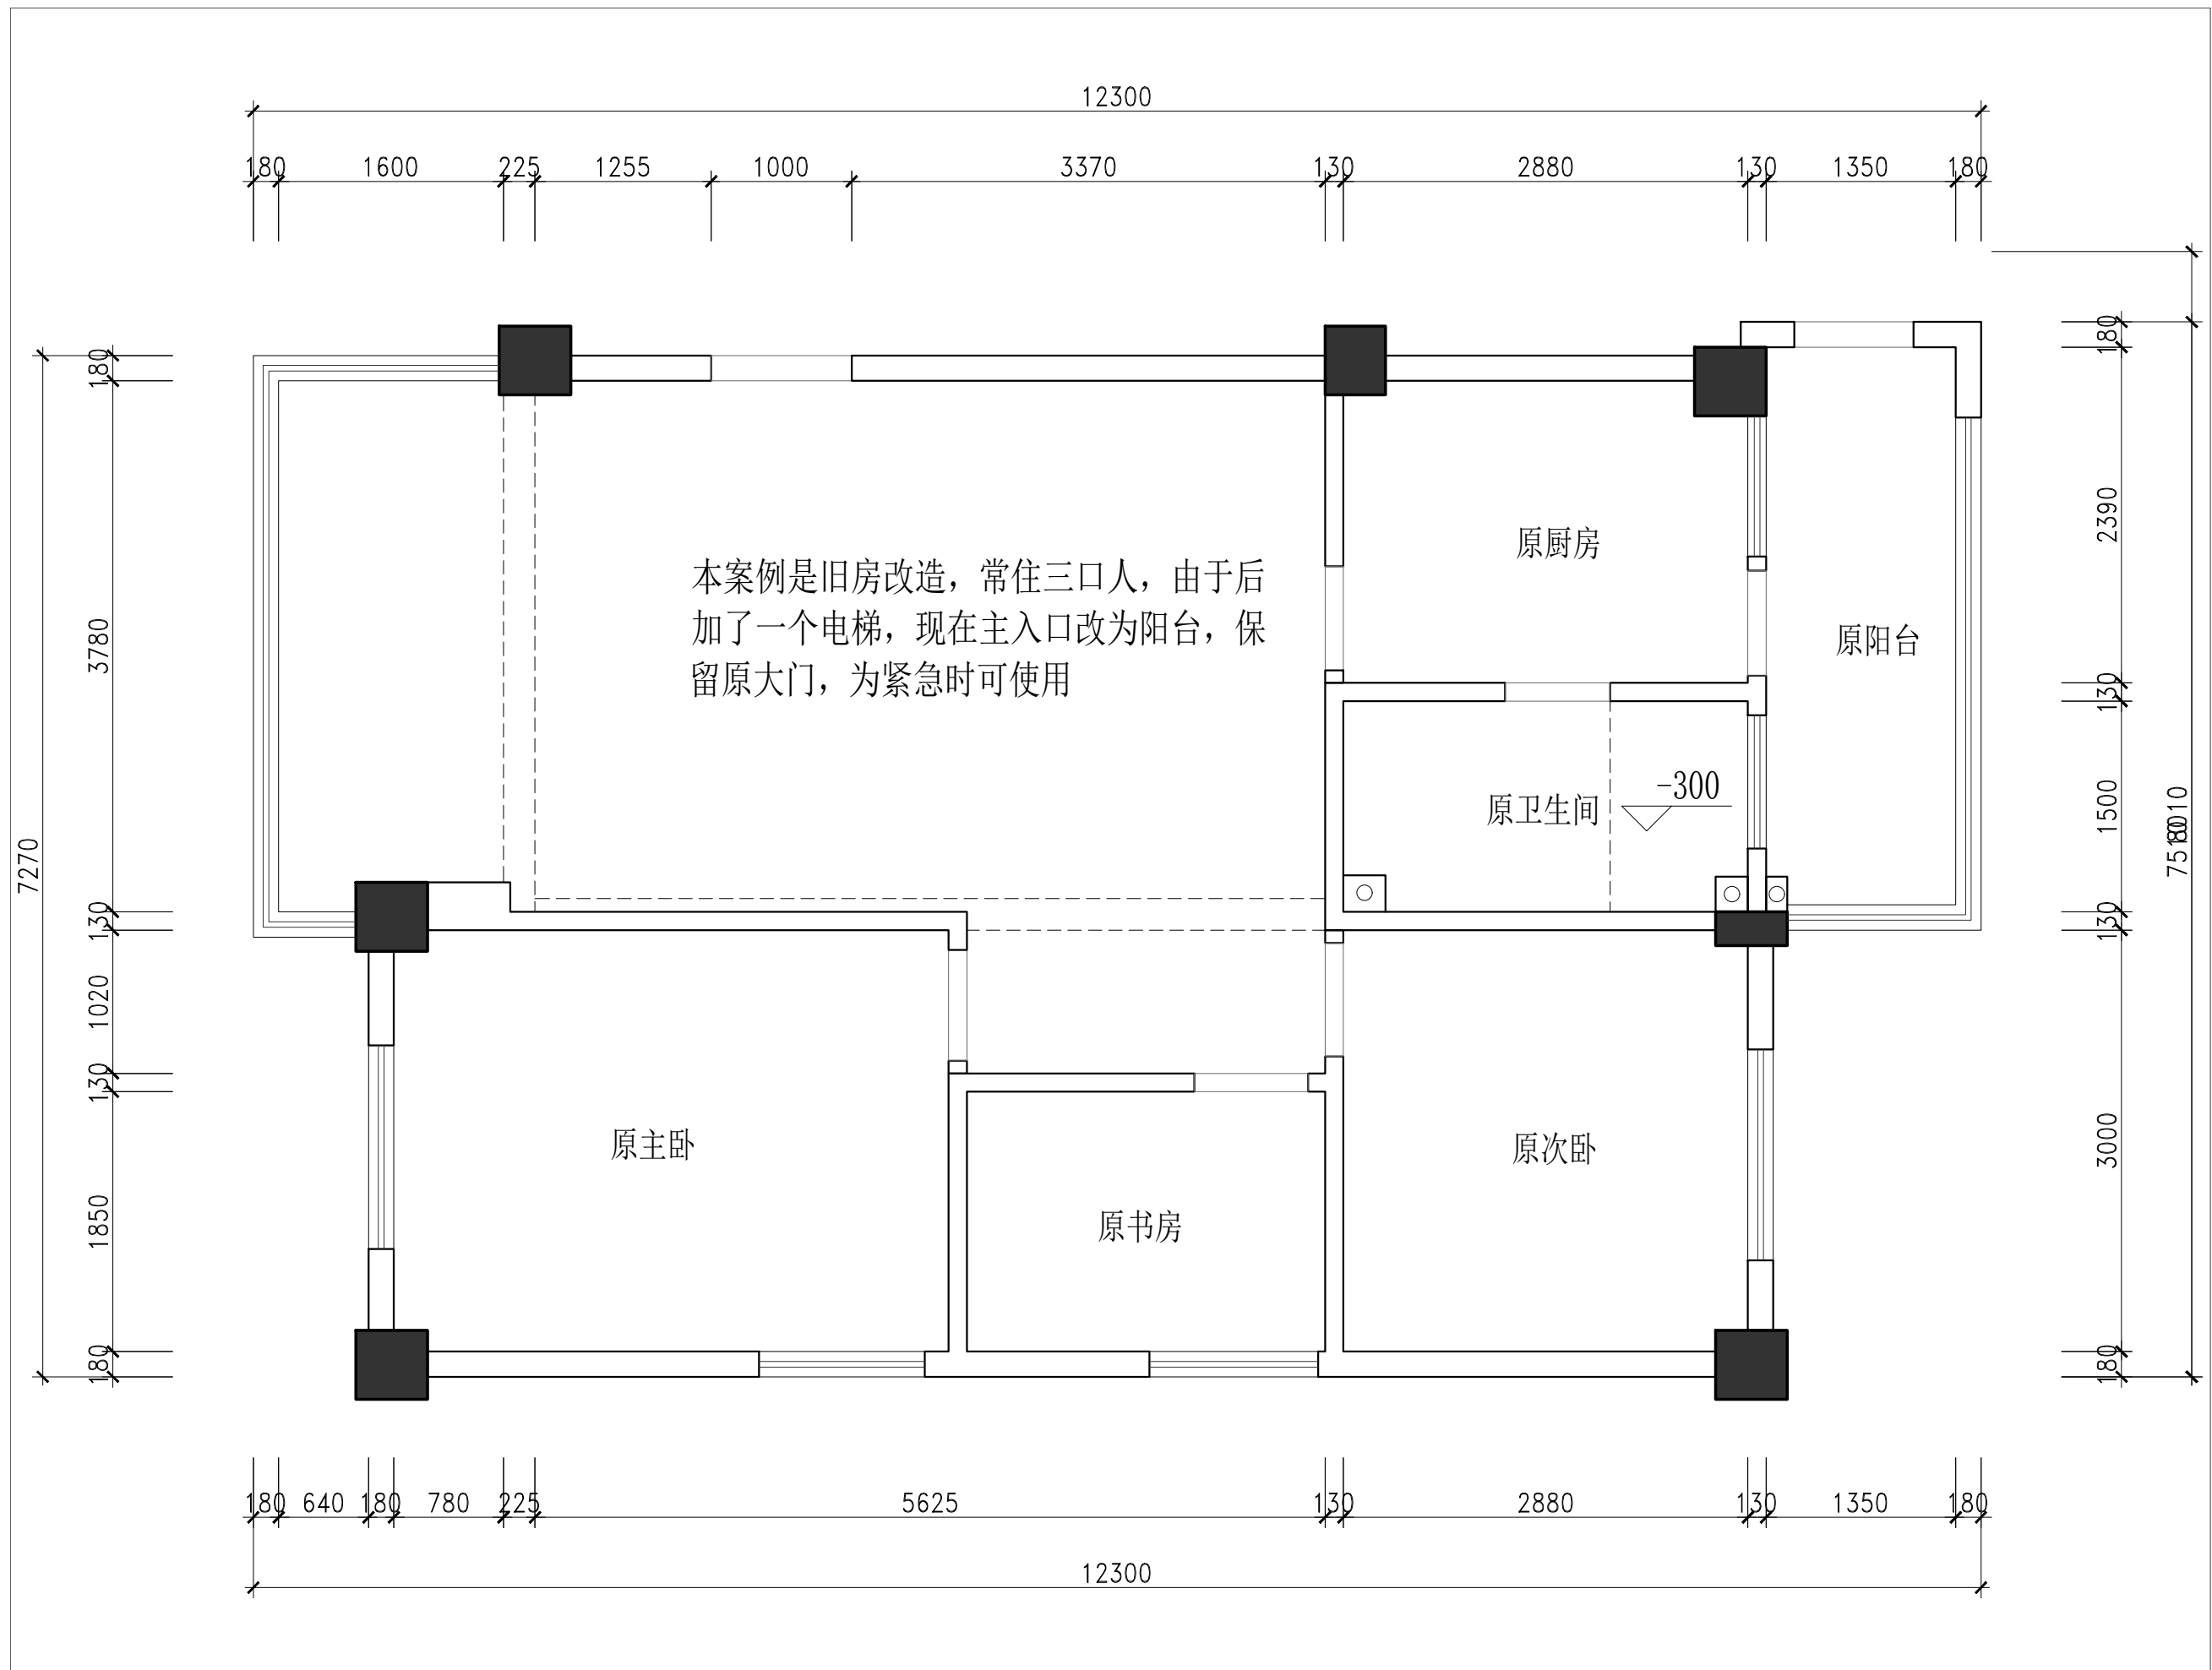 12300
180 1600 225 1255 1000 3370 130 2880 130 1350 180
原厨房
本案例是旧房改造，常住三口人，由于后
加了一个电梯，现在主入口改为阳台，保
留原大门，为紧急时可使用
原阳台
-300
原卫生间
原主卧
原次卧
原书房
7270
180
3780
130
1020
130
1850
180
180
2390
130
1500
130
3000
180
180 640 180 780 225 5625 130 2880 130 1350 180
12300